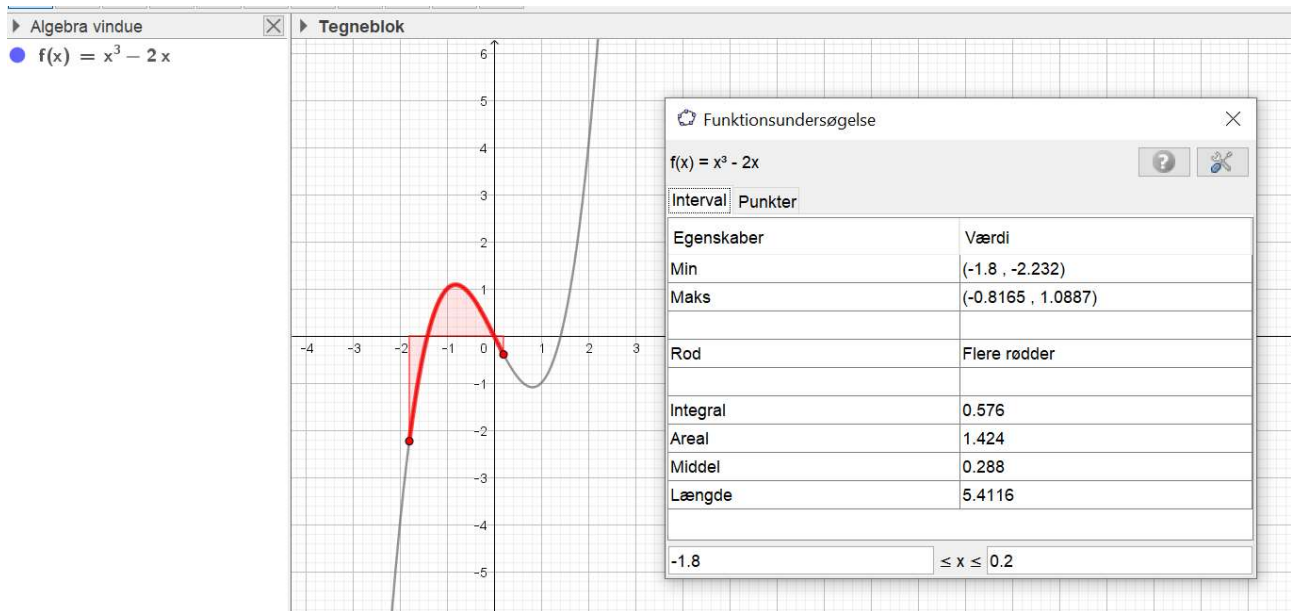 Algebra vindue
f(x) = x³ − 2 x
Tegneblok
6
5
4
3
2
1
-4 -3 -2 -1 0 1 2 3
-1
-2
-3
-4
-5
Funktionsundersøgelse
f(x) = x³ - 2x
Interval Punkter
Egenskaber Værdi
Min (-1.8 , -2.232)
Maks (-0.8165 , 1.0887)
Rod Flere rødder
Integral 0.576
Areal 1.424
Middel 0.288
Længde 5.4116
-1.8 ≤ x ≤ 0.2